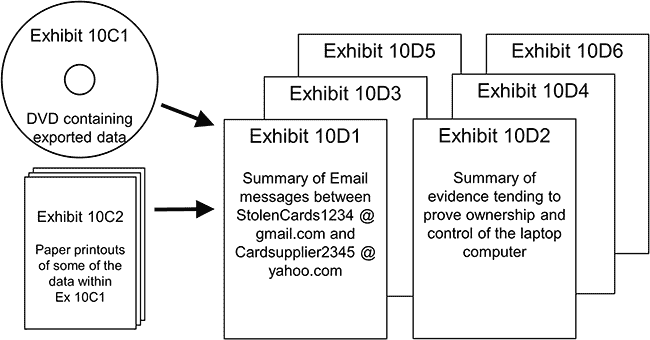 Exhibit 10C1
DVD containing
exported data
Exhibit 10C2
Paper printouts
of some of the
data within
Ex 10C1
Exhibit 10D5
Exhibit 10D3
Exhibit 10D1
Summary of Email
messages between
StolenCards1234 @
gmail.com and
Cardsupplier2345 @
yahoo.com
Exhibit 10D6
Exhibit 10D4
Exhibit 10D2
Summary of
evidence tending to
prove ownership and
control of the laptop
computer